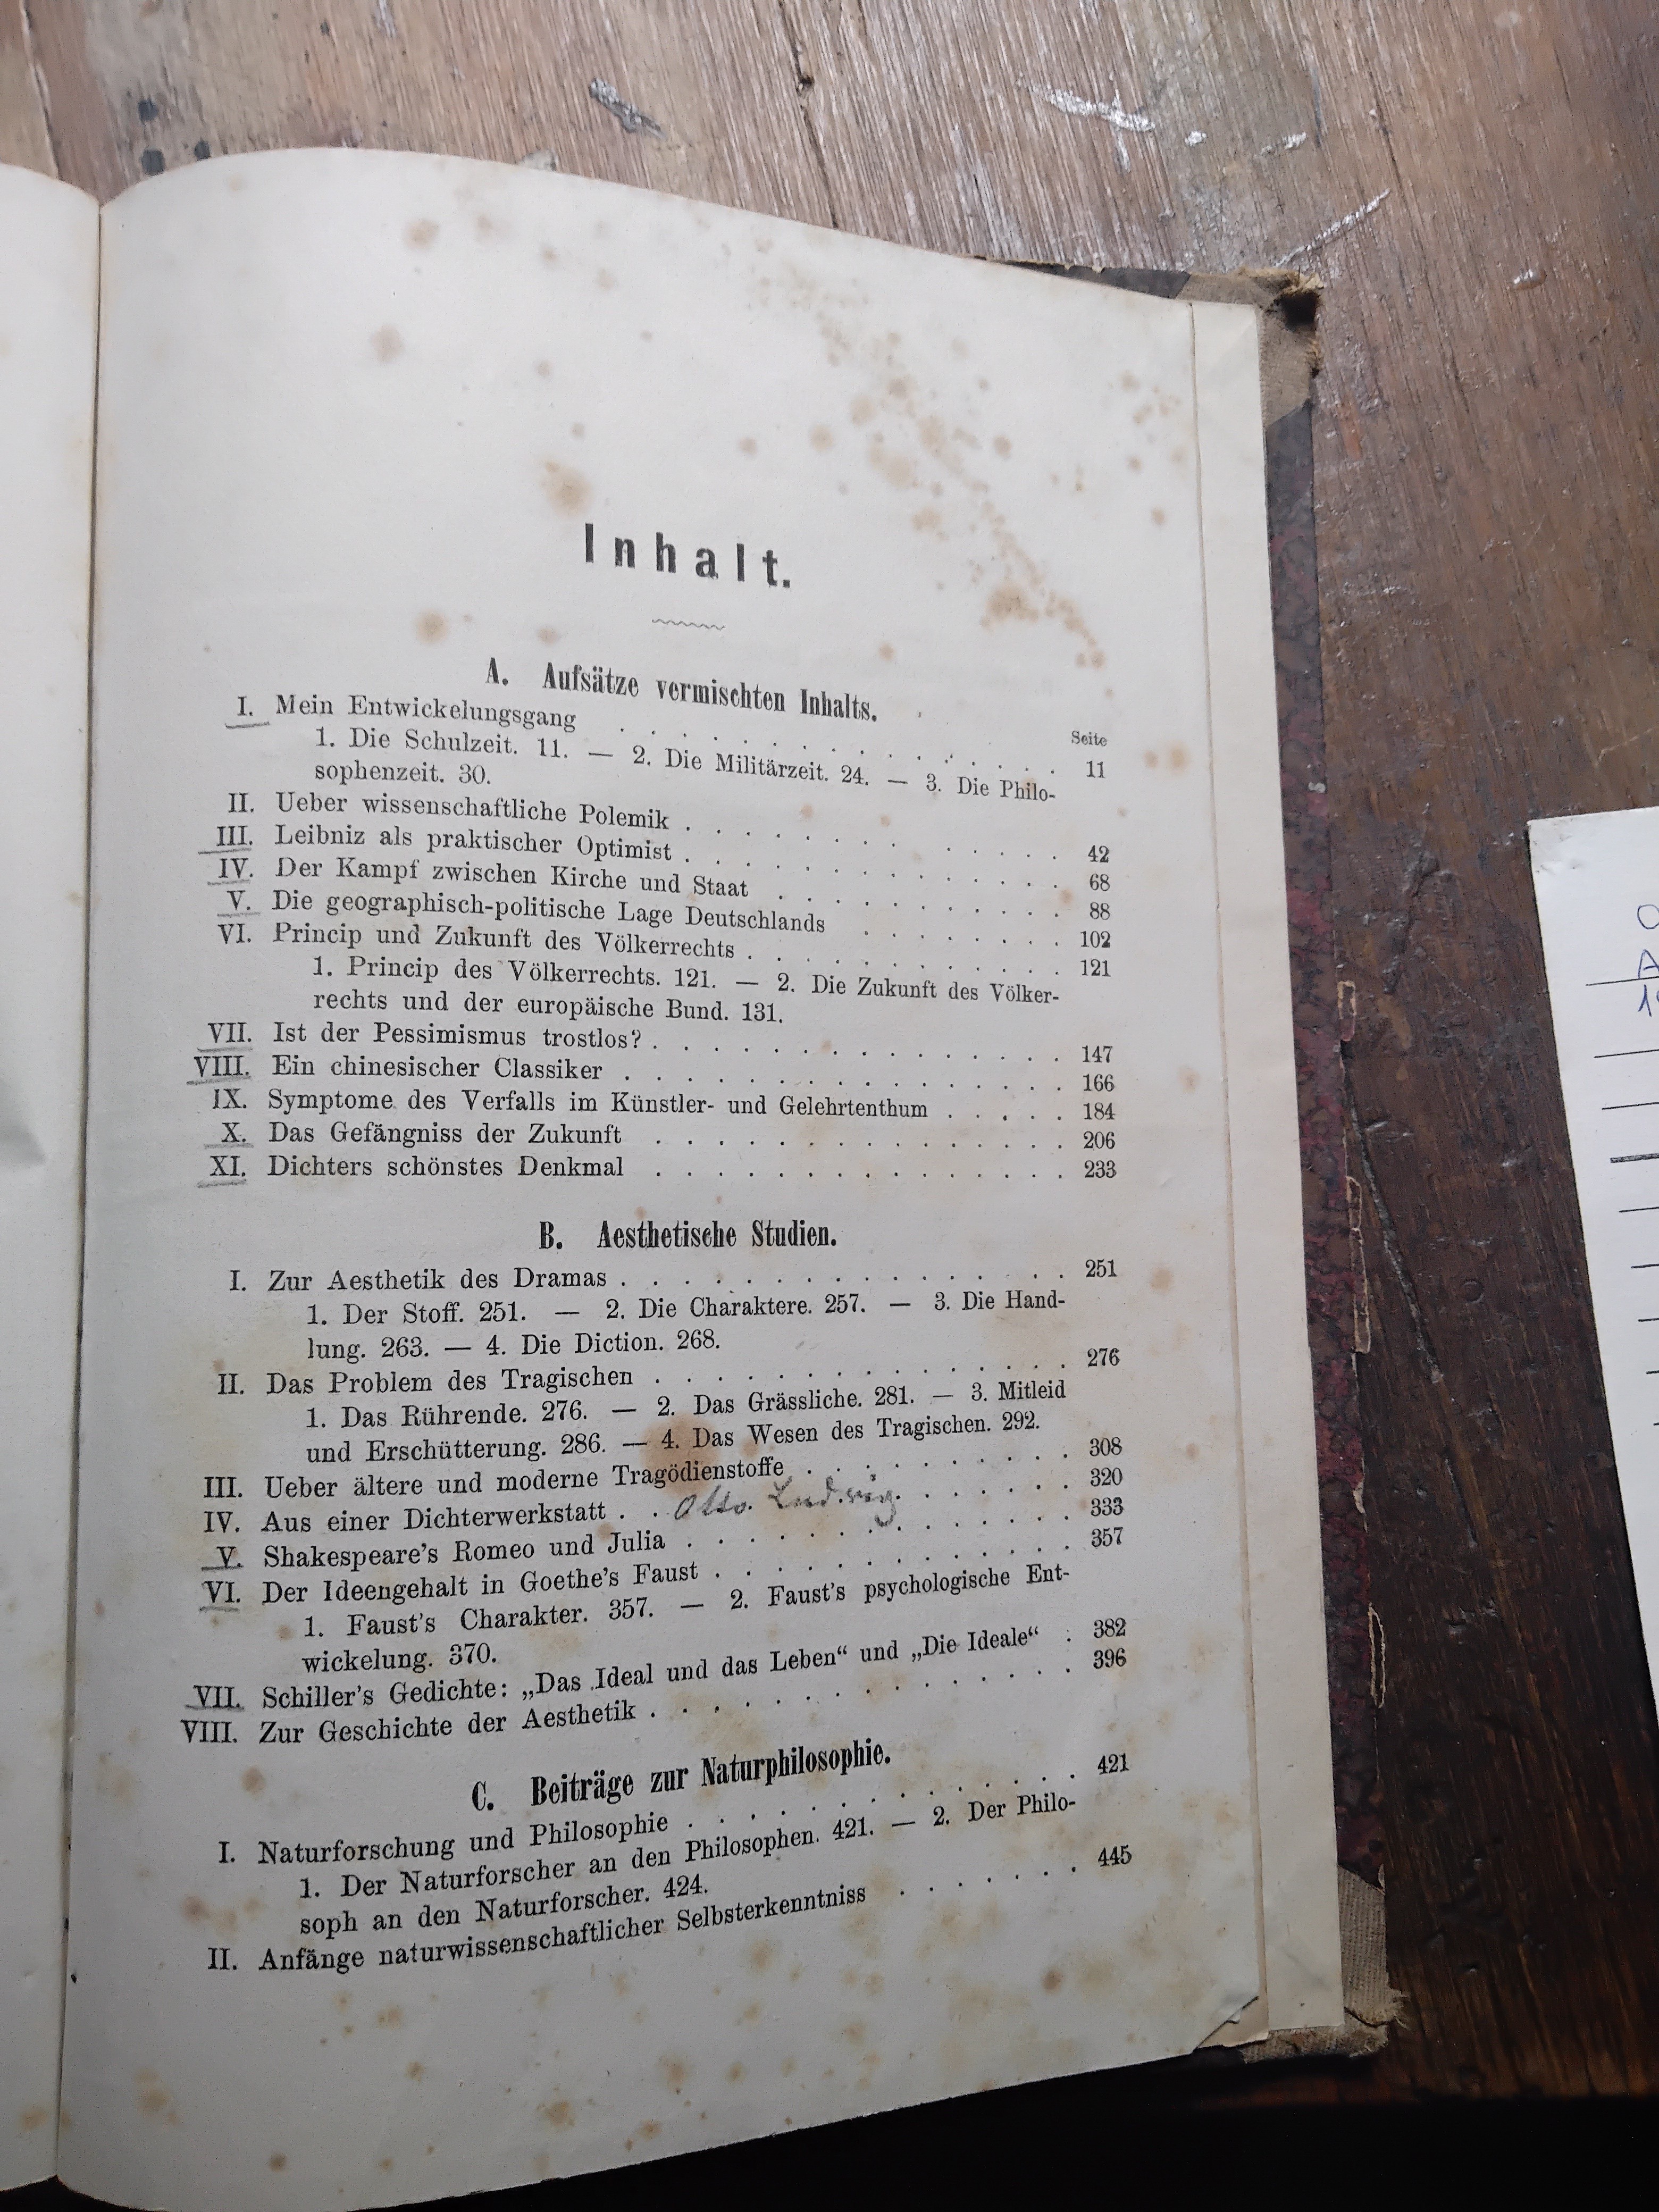 Inhalt.
A. Aufsätze vermischten Inhalts.
Seite
I. Mein Entwickelungsgang . . . . . . . . . . . . . . 11
1. Die Schulzeit. 11. — 2. Die Militärzeit. 24. — 3. Die Philo-
sophenzeit. 30.
II. Ueber wissenschaftliche Polemik . . . . . . . . . . . . 42
III. Leibniz als praktischer Optimist . . . . . . . . . . . . 68
IV. Der Kampf zwischen Kirche und Staat . . . . . . . . . . 88
V. Die geographisch-politische Lage Deutschlands . . . . . . . 102
VI. Princip und Zukunft des Völkerrechts . . . . . . . . . . . 121
1. Princip des Völkerrechts. 121. — 2. Die Zukunft des Völker-
rechts und der europäische Bund. 131.
VII. Ist der Pessimismus trostlos? . . . . . . . . . . . . . . 147
VIII. Ein chinesischer Classiker . . . . . . . . . . . . . . . 166
IX. Symptome des Verfalls im Künstler- und Gelehrtenthum . . . . . 184
X. Das Gefängniss der Zukunft . . . . . . . . . . . . . . 206
XI. Dichters schönstes Denkmal . . . . . . . . . . . . . . 233
B. Aesthetische Studien.
I. Zur Aesthetik des Dramas . . . . . . . . . . . . . . . 251
1. Der Stoff. 251. — 2. Die Charaktere. 257. — 3. Die Hand-
lung. 263. — 4. Die Diction. 268.
II. Das Problem des Tragischen . . . . . . . . . . . . . . 276
1. Das Rührende. 276. — 2. Das Grässliche. 281. — 3. Mitleid
und Erschütterung. 286. — 4. Das Wesen des Tragischen. 292.
III. Ueber ältere und moderne Tragödienstoffe . . . . . . . . . 308
IV. Aus einer Dichterwerkstatt . . Otto Ludwig . . . . . . 320
V. Shakespeare's Romeo und Julia . . . . . . . . . . . . . 333
VI. Der Ideengehalt in Goethe's Faust . . . . . . . . . . . . 357
1. Faust's Charakter. 357. — 2. Faust's psychologische Ent-
wickelung. 370.
VII. Schiller's Gedichte: „Das Ideal und das Leben“ und „Die Ideale“ . 382
VIII. Zur Geschichte der Aesthetik . . . . . . . . . . . . . . 396
C. Beiträge zur Naturphilosophie.
I. Naturforschung und Philosophie . . . . . . . . . . . . . 421
1. Der Naturforscher an den Philosophen. 421. — 2. Der Philo-
soph an den Naturforscher. 424.
II. Anfänge naturwissenschaftlicher Selbsterkenntniss . . . . . . . 445